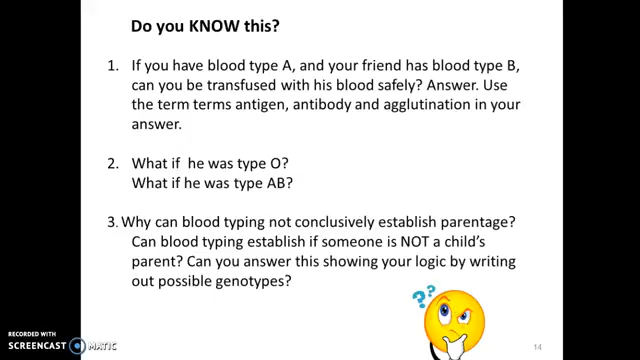 Do you KNOW this?
1. If you have blood type A, and your friend has blood type B,
can you be transfused with his blood safely? Answer. Use
the term terms antigen, antibody and agglutination in your
answer.
2. What if he was type O?
What if he was type AB?
3. Why can blood typing not conclusively establish parentage?
Can blood typing establish if someone is NOT a child's
parent? Can you answer this showing your logic by writing
out possible genotypes?
??
RECORDED WITH
SCREENCAST MATIC
14